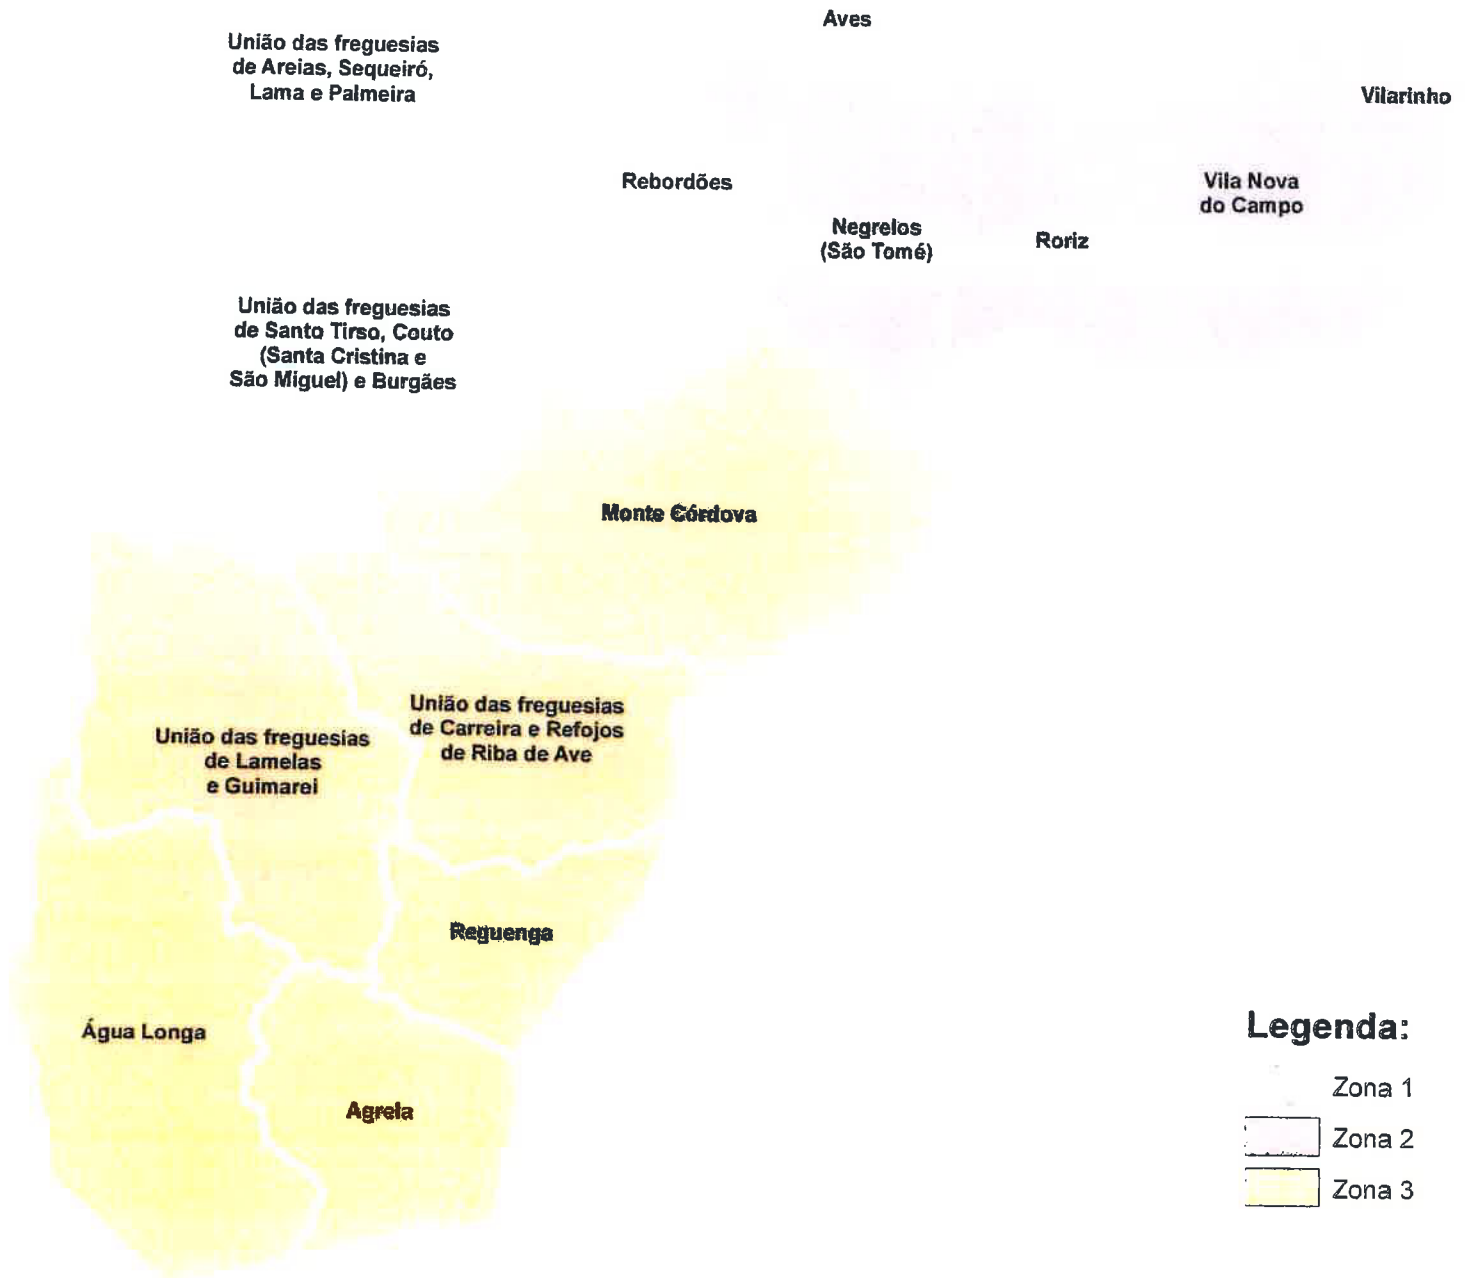 Aves
União das freguesias
de Areias, Sequeiró,
Lama e Palmeira
Vilarinho
Rebordões
Vila Nova
do Campo
Negrelos
(São Tomé)
Roriz
União das freguesias
de Santo Tirso, Couto
(Santa Cristina e
São Miguel) e Burgães
Monte Córdova
União das freguesias
de Carreira e Refojos
de Riba de Ave
União das freguesias
de Lamelas
e Guimarei
Reguenga
Água Longa
Agrela
Legenda:
Zona 1
Zona 2
Zona 3